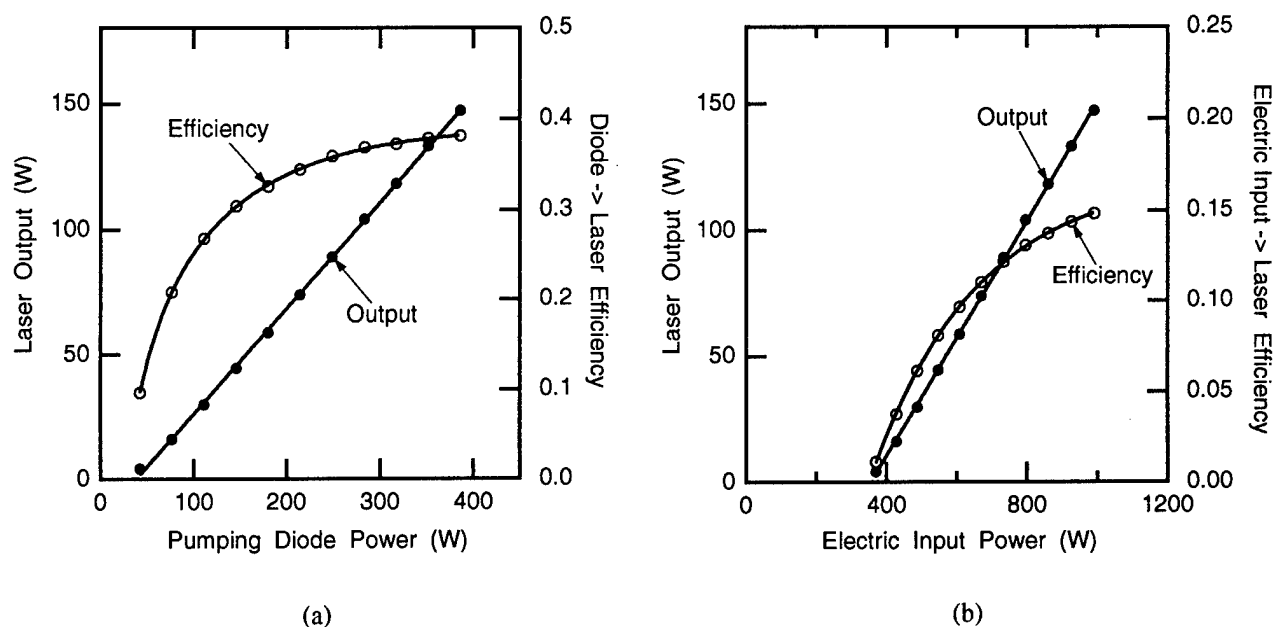 0.5
150
100
50
0
Laser Output (W)
Efficiency
Output
0.4
0.3
0.2
0.1
0.0
Diode -> Laser Efficiency
0
100
200
300
400
Pumping Diode Power (W)
(a)
0.25
150
100
50
0
Laser Output (W)
Output
Efficiency
0.20
0.15
0.10
0.05
0.00
Electric Input -> Laser Efficiency
0
400
800
1200
Electric Input Power (W)
(b)